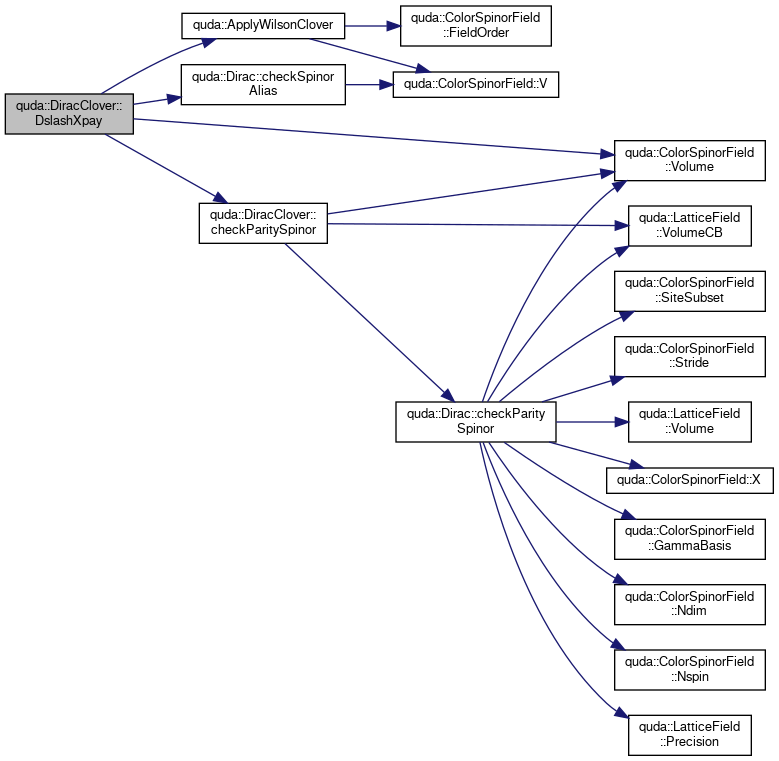 quda::DiracClover::
DslashXpay
quda::ApplyWilsonClover
quda::Dirac::checkSpinor
Alias
quda::DiracClover::
checkParitySpinor
quda::ColorSpinorField
::FieldOrder
quda::ColorSpinorField::V
quda::Dirac::checkParity
Spinor
quda::ColorSpinorField
::Volume
quda::LatticeField
::VolumeCB
quda::ColorSpinorField
::SiteSubset
quda::ColorSpinorField
::Stride
quda::LatticeField
::Volume
quda::ColorSpinorField::X
quda::ColorSpinorField
::GammaBasis
quda::ColorSpinorField
::Ndim
quda::ColorSpinorField
::Nspin
quda::LatticeField
::Precision